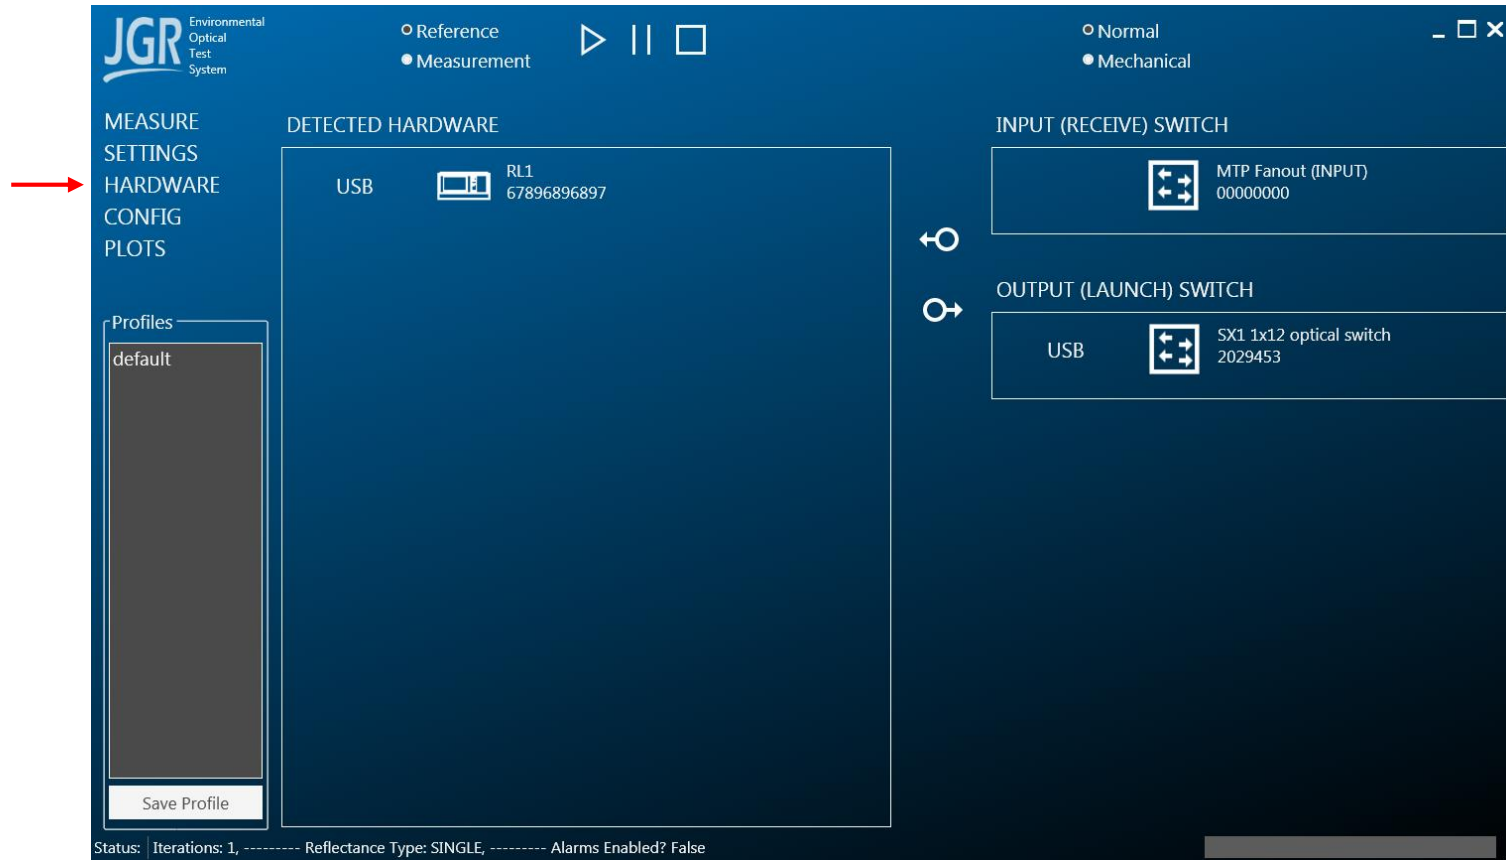 JGR
Environmental
Optical
Test
System
Reference
Measurement
Normal
Mechanical
MEASURE
SETTINGS
HARDWARE
CONFIG
PLOTS
Profiles
default
Save Profile
DETECTED HARDWARE
USB
RL1
67896896897
INPUT (RECEIVE) SWITCH
MTP Fanout (INPUT)
00000000
OUTPUT (LAUNCH) SWITCH
USB
SX1 1x12 optical switch
2029453
Status: Iterations: 1, --------- Reflectance Type: SINGLE, --------- Alarms Enabled? False